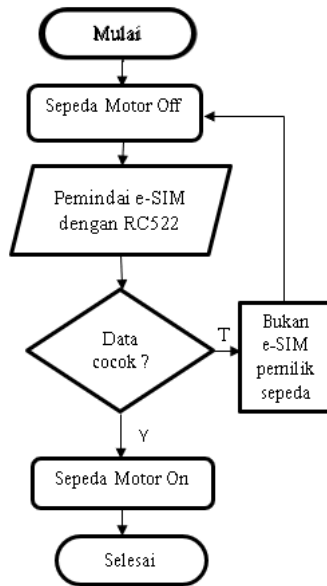 Mulai
Sepeda Motor Off
Pemindai e-SIM
dengan RC522
Data
cocok ?
T
Bukan
e-SIM
pemilik
sepeda
Y
Sepeda Motor On
Selesai